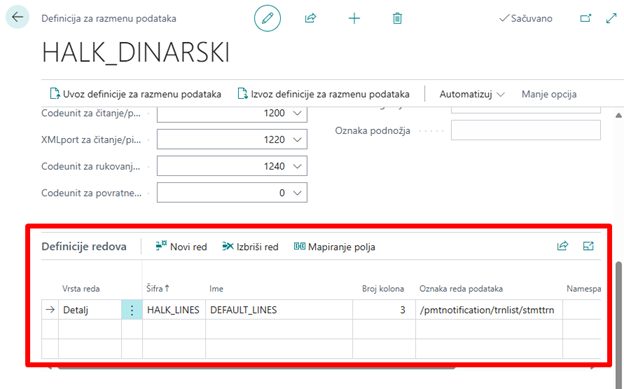 Definicija za razmenu podataka
Sačuvano
HALK_DINARSKI
Uvoz definicije za razmenu podataka Izvoz definicije za razmenu podataka Automatizuj Manje opcija
Codeunit za čitanje/p... 1200
XMLport za čitanje/pi... 1220
Oznaka podnožja
Codeunit za rukovanj... 1240
Codeunit za povratne... 0
Definicije redova Novi red Izbriši red Mapiranje polja
Vrsta reda Šifra↑ Ime Broj kolona Oznaka reda podataka Namespa
Detalj HALK_LINES DEFAULT_LINES 3 /pmtnotification/trnlist/stmttrn